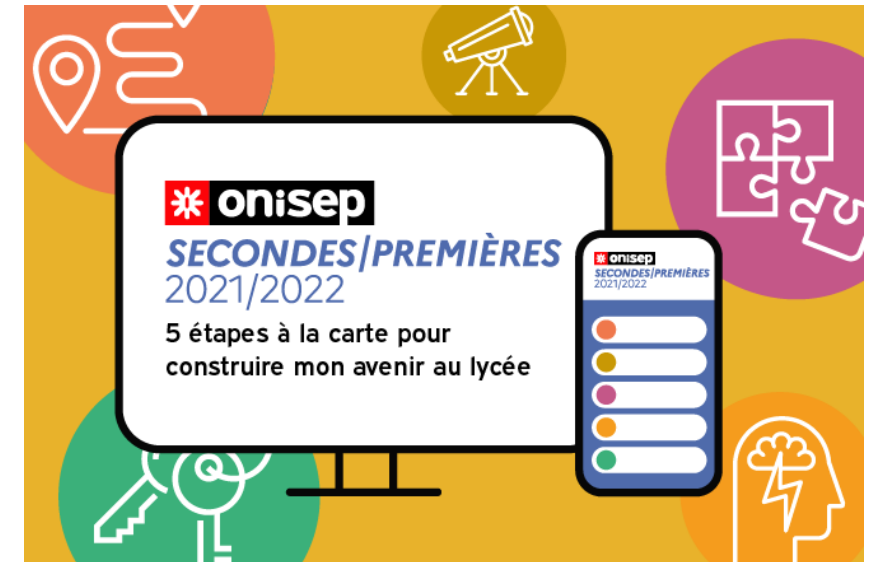 onisep
SECONDES/PREMIÈRES
2021/2022
5 étapes à la carte pour
construire mon avenir au lycée
onisep
SECONDES/PREMIÈRES
2021/2022